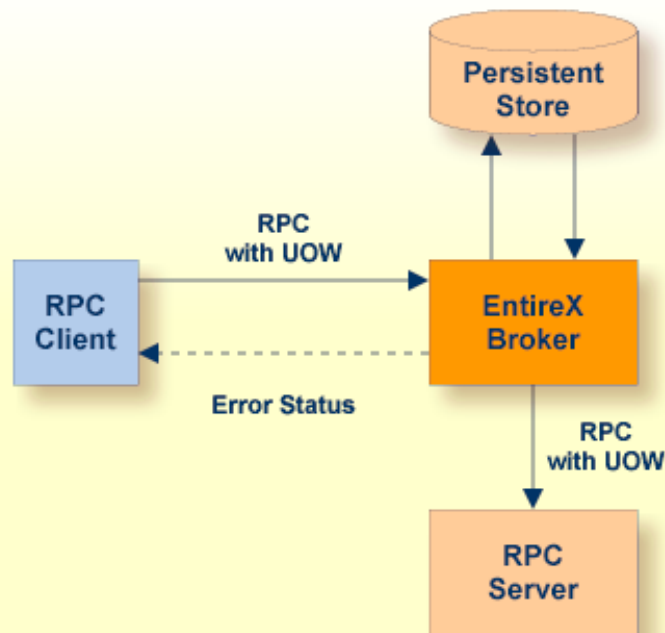 Persistent
Store
RPC
with UOW
RPC
Client
EntireX
Broker
Error Status
RPC
with UOW
RPC
Server